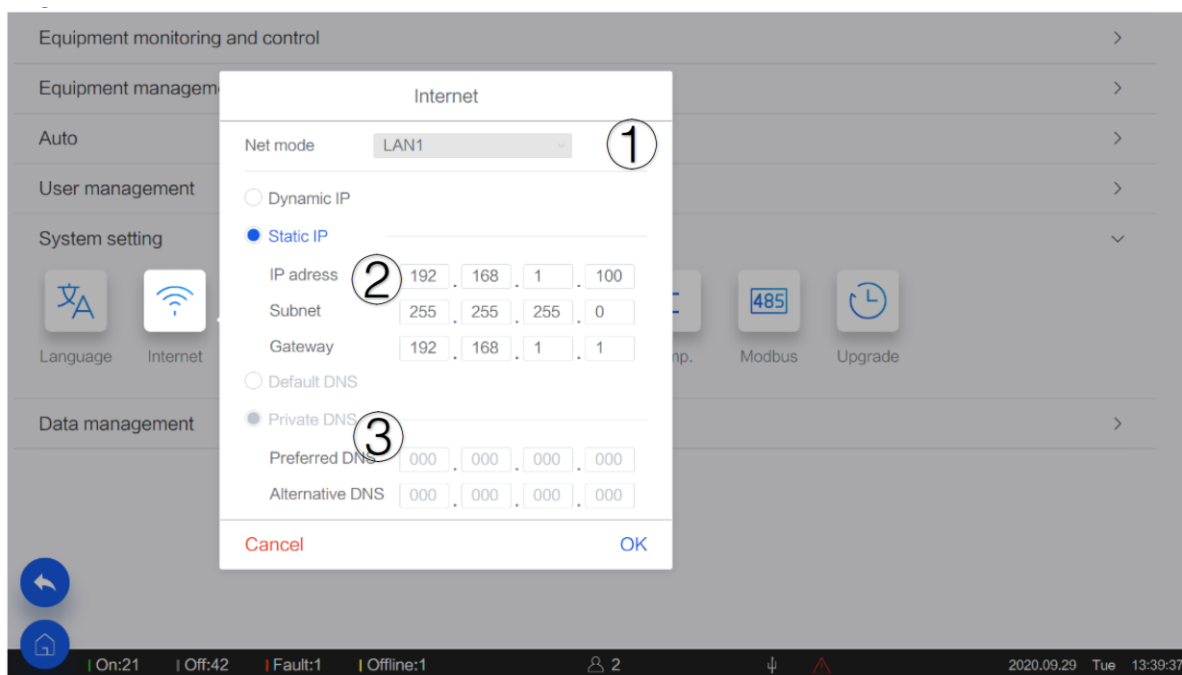 Equipment monitoring and control
Equipment managem
Internet
Auto
Net mode LAN1 1
User management
Dynamic IP
System setting
Static IP
IP adress 2 192 . 168 . 1 . 100
Subnet 255 . 255 . 255 . 0
Gateway 192 . 168 . 1 . 1
文A
485
Language Internet mp. Modbus Upgrade
Default DNS
Data management
Private DNS
3
Preferred DNS 000 . 000 . 000 . 000
Alternative DNS 000 . 000 . 000 . 000
Cancel OK
On:21 Off:42 Fault:1 Offline:1 2 2020.09.29 Tue 13:39:37